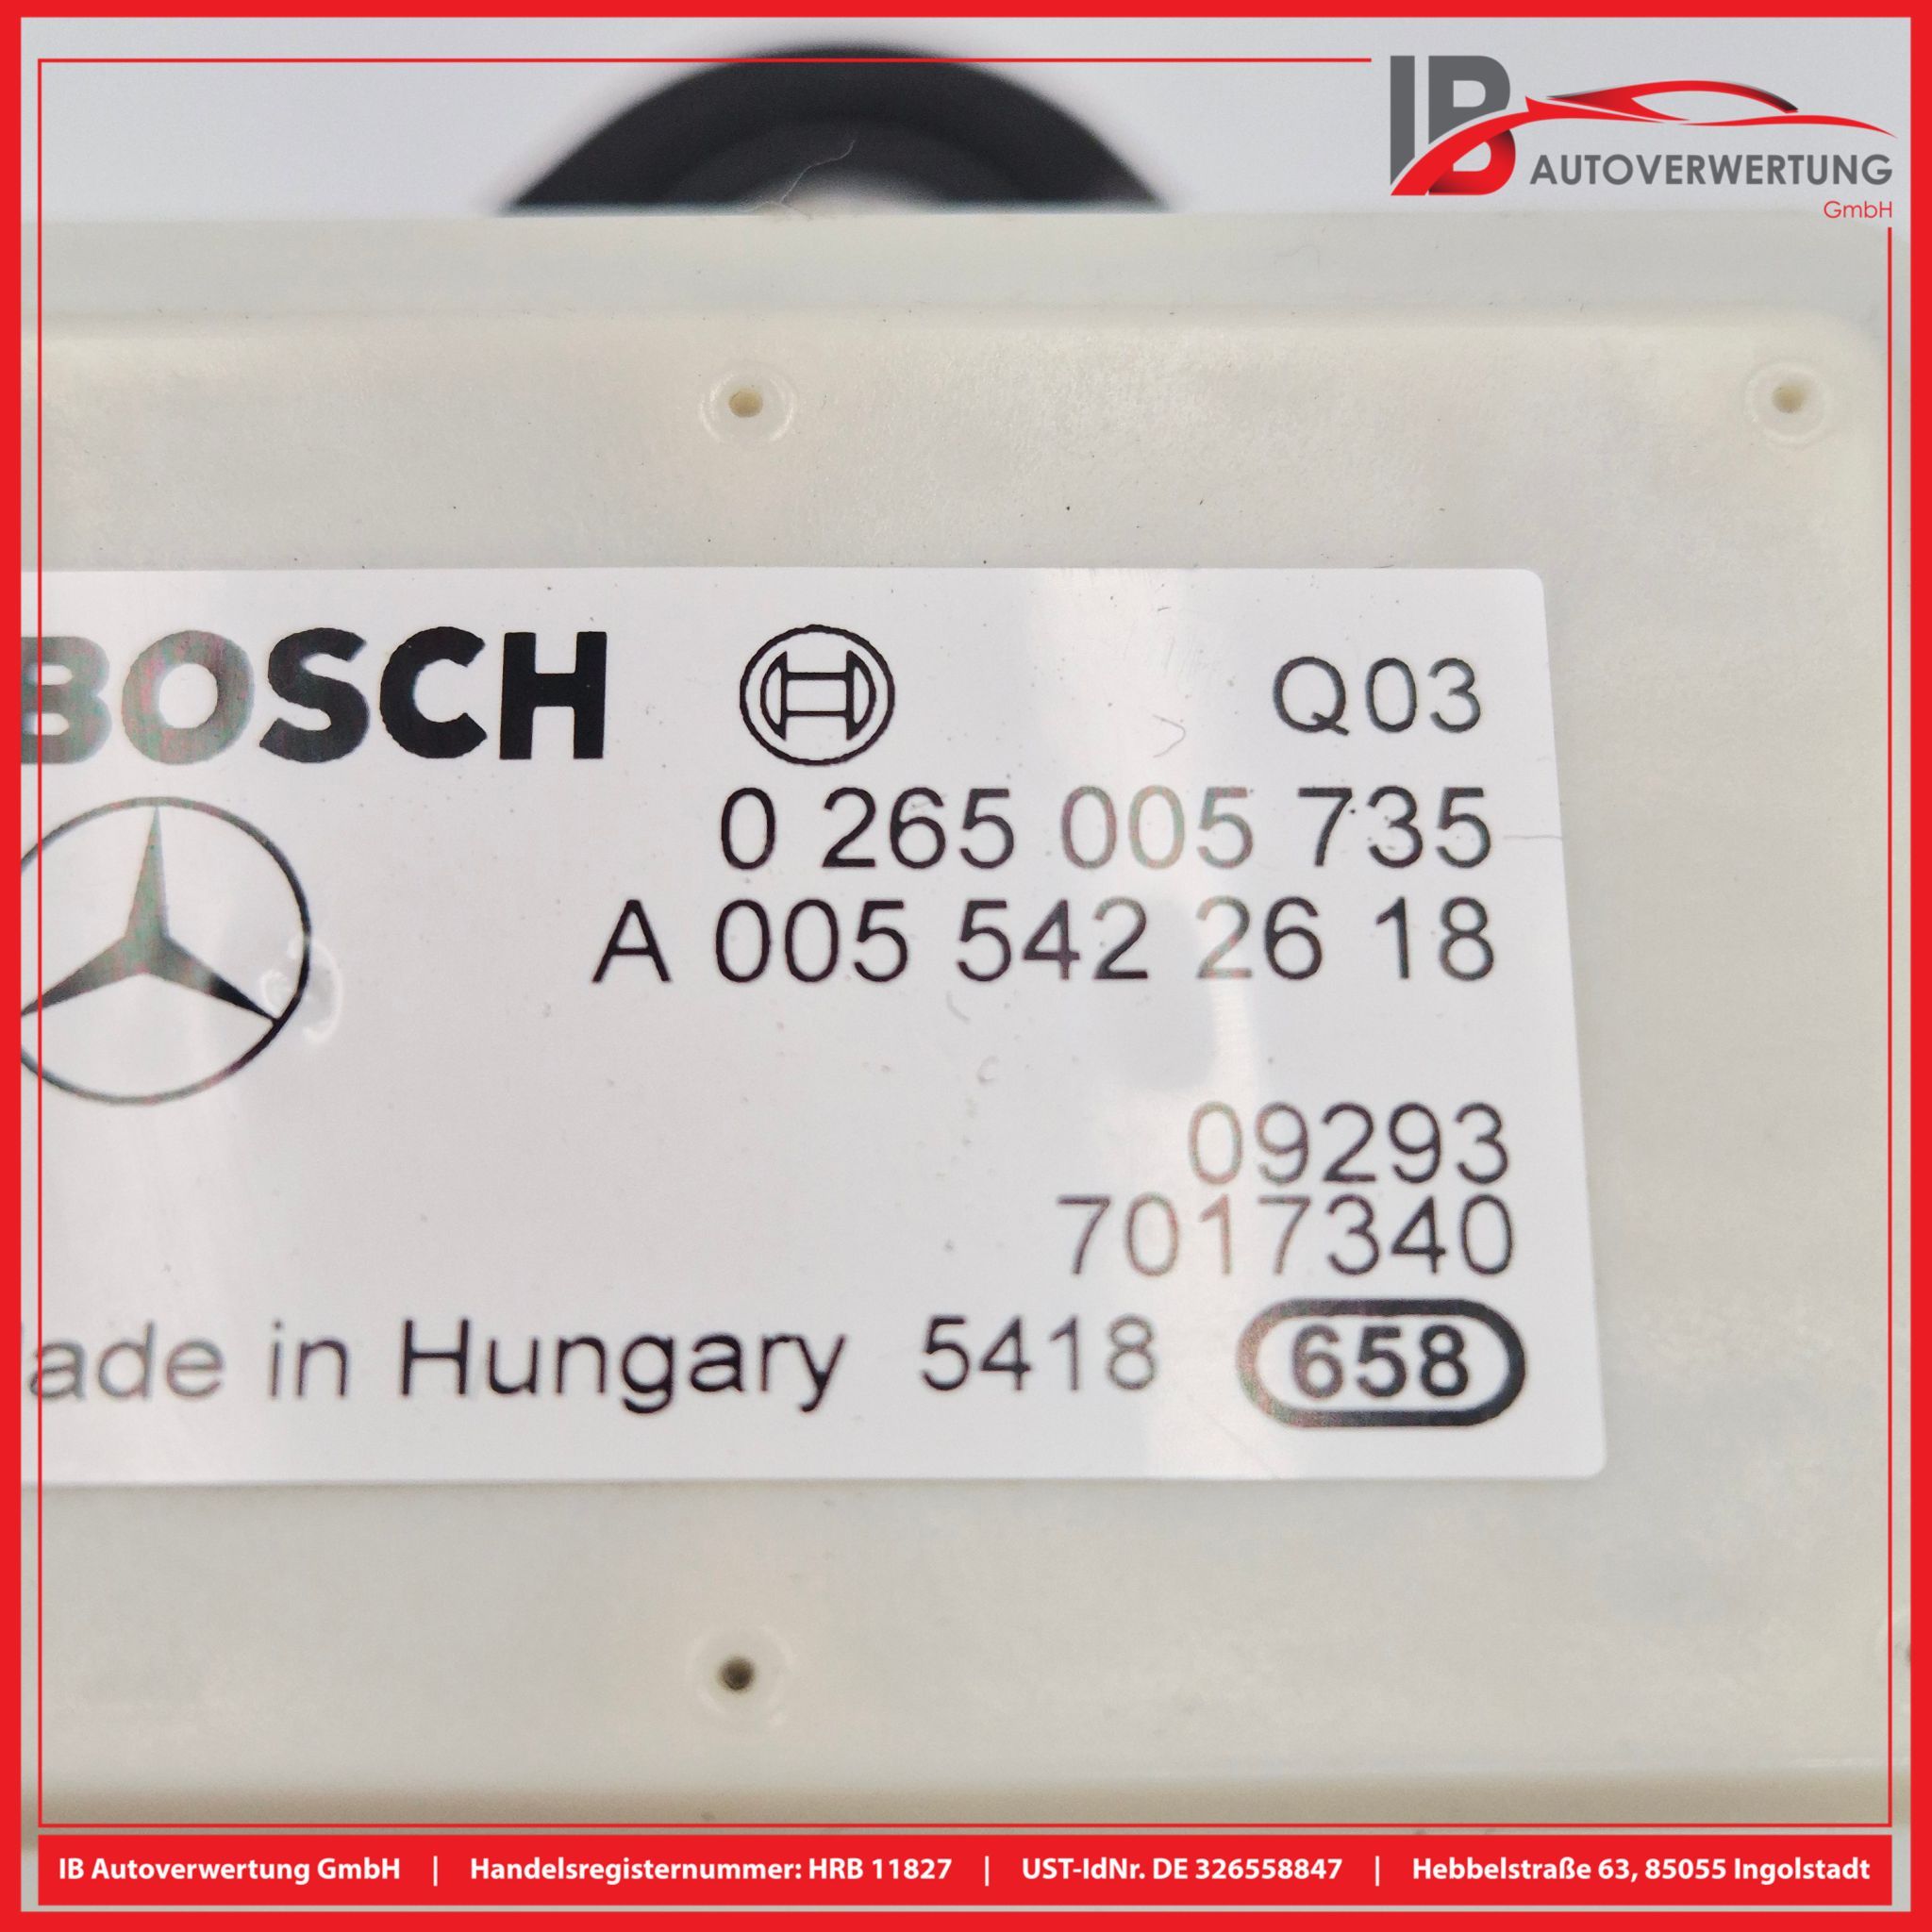 IB AUTOVERWERTUNG
GmbH
BOSCH
Q03
0 265 005 735
A 005 542 26 18
09293
7017340
ade in Hungary 5418 658
IB Autoverwertung GmbH | Handelsregisternummer: HRB 11827 | UST-IdNr. DE 326558847 | Hebbelstraße 63, 85055 Ingolstadt